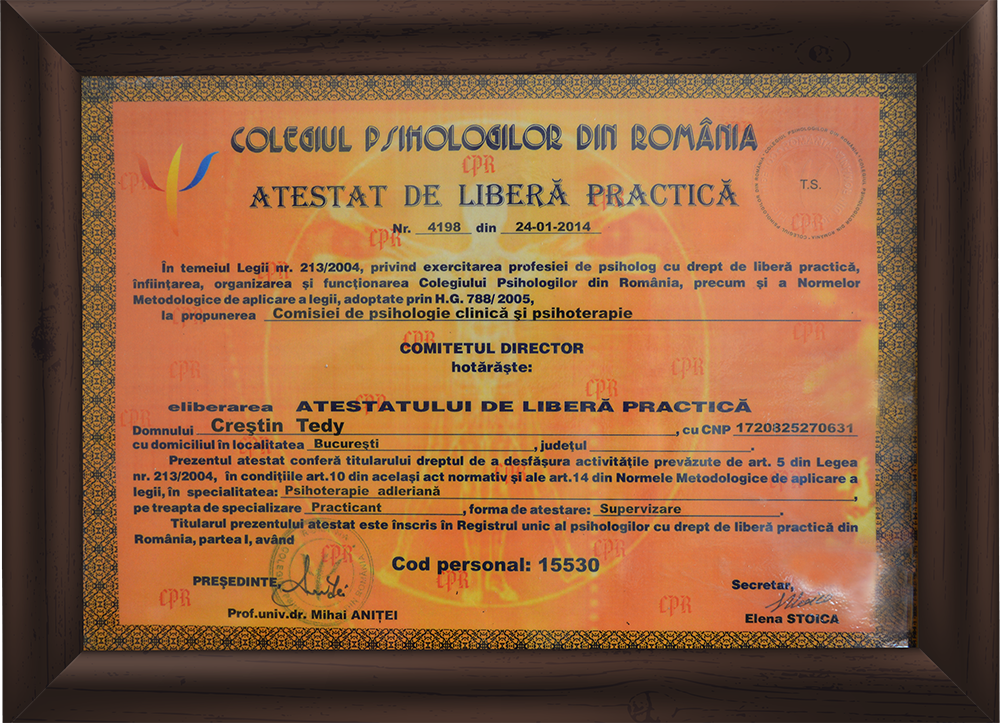 COLEGIUL PSIHOLOGILOR DIN ROMÂNIA
CPR
ATESTAT DE LIBERĂ PRACTICĂ
T.S.
Nr. 4198 din 24-01-2014
În temeiul Legii nr. 213/2004, privind exercitarea profesiei de psiholog cu drept de liberă practică,
înființarea, organizarea și funcționarea Colegiului Psihologilor din România, precum și a Normelor
Metodologice de aplicare a legii, adoptate prin H.G. 788/ 2005,
la propunerea Comisiei de psihologie clinică și psihoterapie
COMITETUL DIRECTOR
hotărăște:
eliberarea ATESTATULUI DE LIBERĂ PRACTICĂ
Domnului Creștin Tedy, cu CNP 1720825270631
cu domiciliul în localitatea București, județul .
Prezentul atestat conferă titularului dreptul de a desfășura activitățile prevăzute de art. 5 din Legea
nr. 213/2004, în condițiile art.10 din același act normativ și ale art.14 din Normele Metodologice de aplicare a
legii, în specialitatea: Psihoterapie adleriană,
pe treapta de specializare Practicant, forma de atestare: Supervizare.
Titularul prezentului atestat este înscris în Registrul unic al psihologilor cu drept de liberă practică din
România, partea I, având
Cod personal: 15530
PREȘEDINTE,
Prof.univ.dr. Mihai ANIȚEI
Secretar,
Elena STOICA